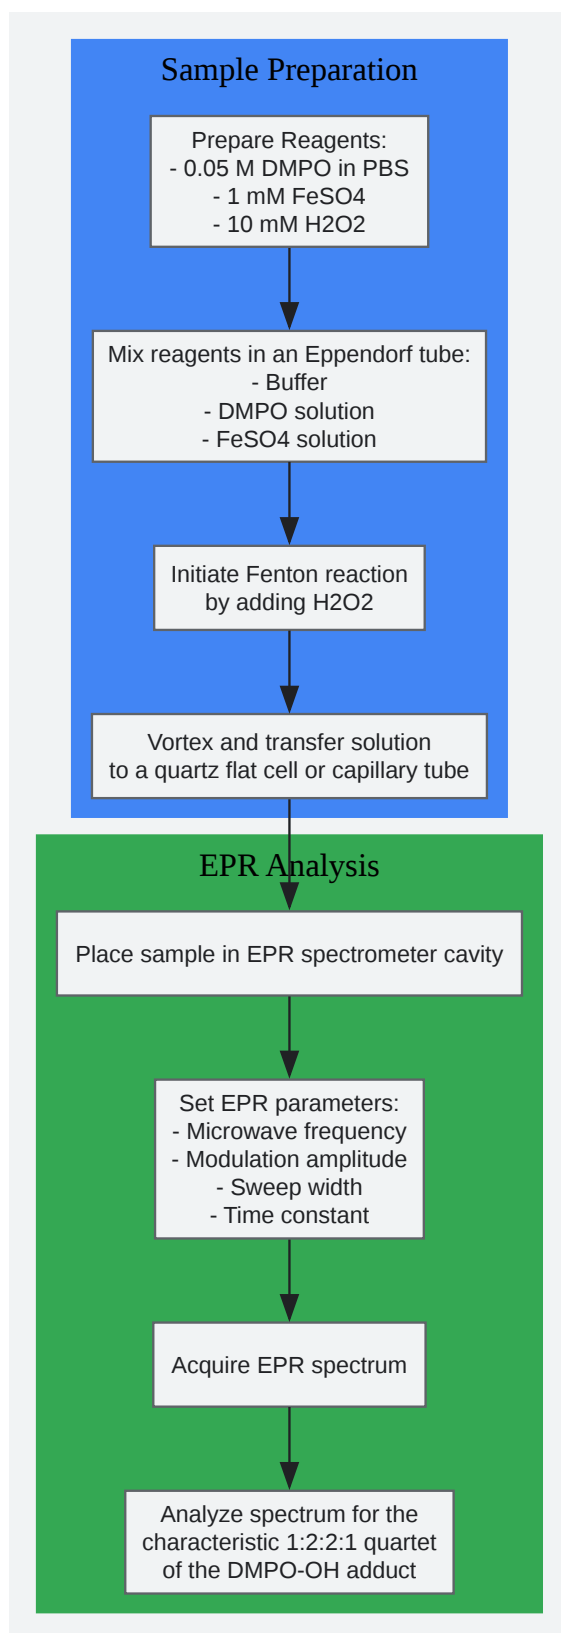 Sample Preparation
Prepare Reagents:
- 0.05 M DMPO in PBS
- 1 mM FeSO4
- 10 mM H2O2
Mix reagents in an Eppendorf tube:
- Buffer
- DMPO solution
- FeSO4 solution
Initiate Fenton reaction
by adding H2O2
Vortex and transfer solution
to a quartz flat cell or capillary tube
EPR Analysis
Place sample in EPR spectrometer cavity
Set EPR parameters:
- Microwave frequency
- Modulation amplitude
- Sweep width
- Time constant
Acquire EPR spectrum
Analyze spectrum for the
characteristic 1:2:2:1 quartet
of the DMPO-OH adduct